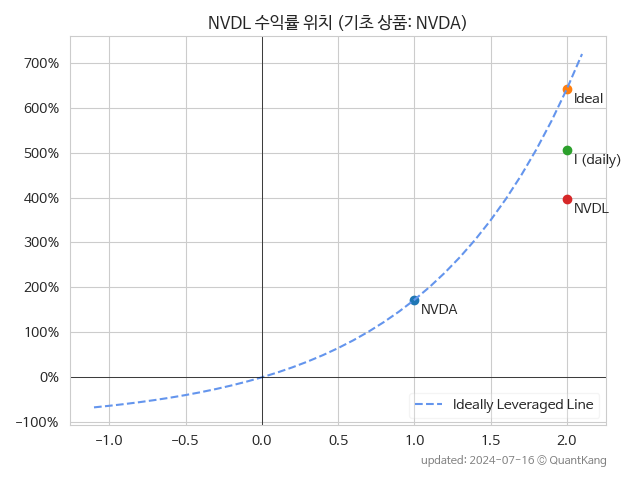 NVDL 수익률 위치 (기초 상품: NVDA)
700%
600%
500%
400%
300%
200%
100%
0%
−100%
Ideal
I (daily)
NVDL
NVDA
Ideally Leveraged Line
−1.0
−0.5
0.0
0.5
1.0
1.5
2.0
updated: 2024-07-16 © QuantKang